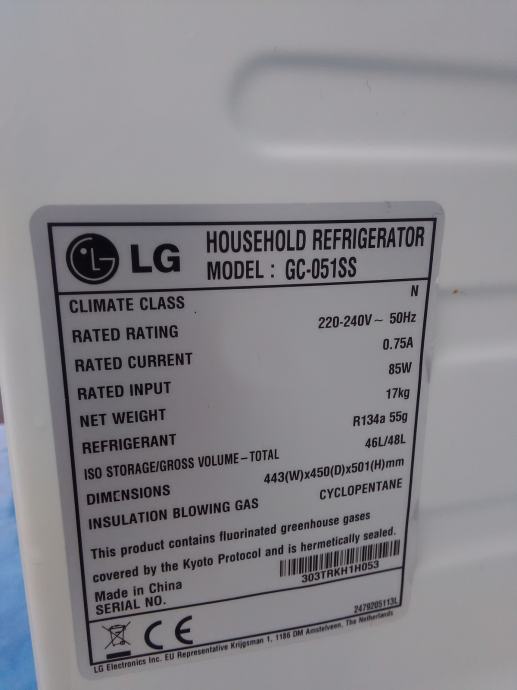 LG
HOUSEHOLD REFRIGERATOR
MODEL : GC-051SS
CLIMATE CLASS N
RATED RATING 220-240V~ 50Hz
RATED CURRENT 0.75A
RATED INPUT 85W
NET WEIGHT 17kg
REFRIGERANT R134a 55g
ISO STORAGE/GROSS VOLUME-TOTAL 46L/48L
DIMENSIONS 443(W)x450(D)x501(H)mm
INSULATION BLOWING GAS CYCLOPENTANE
This product contains fluorinated greenhouse gases
covered by the Kyoto Protocol and is hermetically sealed.
Made in China
SERIAL NO. 303TRKH1H053
CE
2479205113L
LG Electronics Inc. EU Representative Krijgsman 1, 1186 DM Amstelveen, The Netherlands